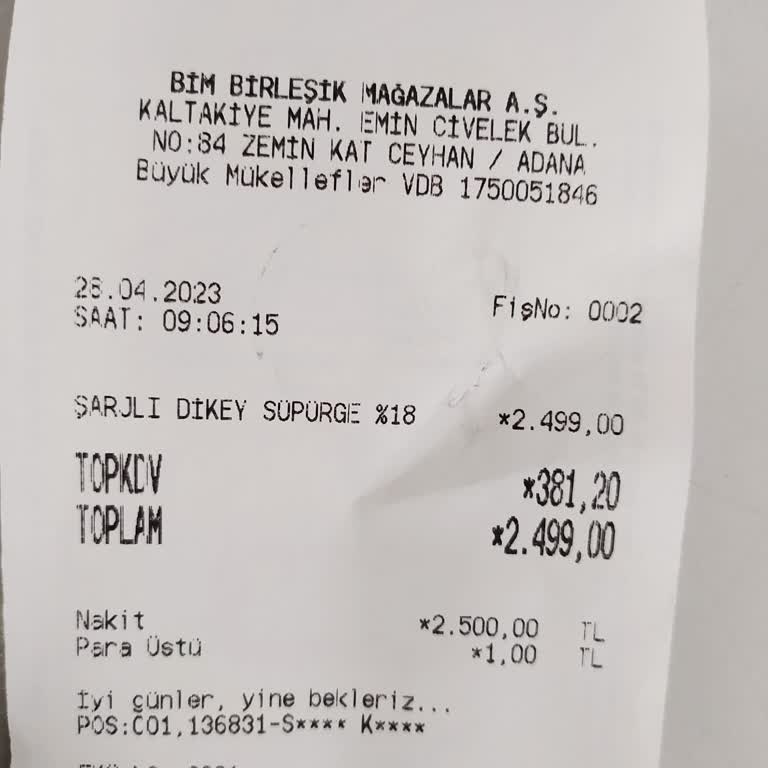 BİM BİRLEŞİK MAĞAZALAR A.Ş.
KALTAKİYE MAH. EMİN CİVELEK BUL.
NO:84 ZEMİN KAT CEYHAN / ADANA
Büyük Mükellefler VDB 1750051846
.04.2023
SAAT: 09:06:15 FişNo: 0002
ŞARJLI DİKEY SÜPÜRGE %18 *2.499,00
TOPKDV *381,20
TOPLAM *2.499,00
Nakit *2.500,00 TL
Para Üstü *1,00 TL
İyi günler, yine bekleriz...
POS:C01,136831-S**** K****